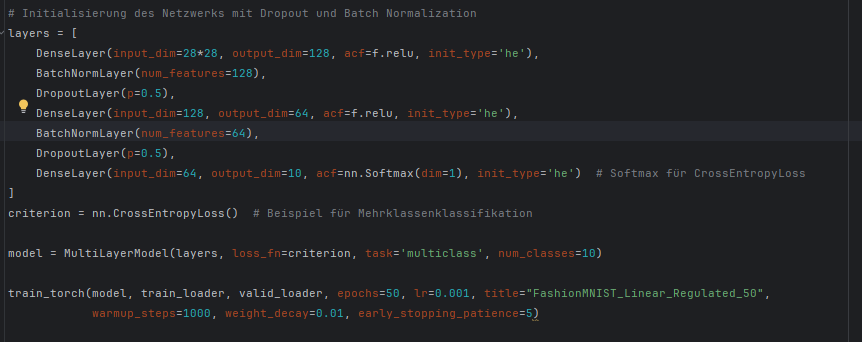 # Initialisierung des Netzwerks mit Dropout und Batch Normalization
layers = [
    DenseLayer(input_dim=28*28, output_dim=128, acf=f.relu, init_type='he'),
    BatchNormLayer(num_features=128),
    DropoutLayer(p=0.5),
    DenseLayer(input_dim=128, output_dim=64, acf=f.relu, init_type='he'),
    BatchNormLayer(num_features=64),
    DropoutLayer(p=0.5),
    DenseLayer(input_dim=64, output_dim=10, acf=nn.Softmax(dim=1), init_type='he')  # Softmax für CrossEntropyLoss
]
criterion = nn.CrossEntropyLoss()  # Beispiel für Mehrklassenklassifikation
model = MultiLayerModel(layers, loss_fn=criterion, task='multiclass', num_classes=10)
train_torch(model, train_loader, valid_loader, epochs=50, lr=0.001, title="FashionMNIST_Linear_Regulated_50",
            warmup_steps=1000, weight_decay=0.01, early_stopping_patience=5)